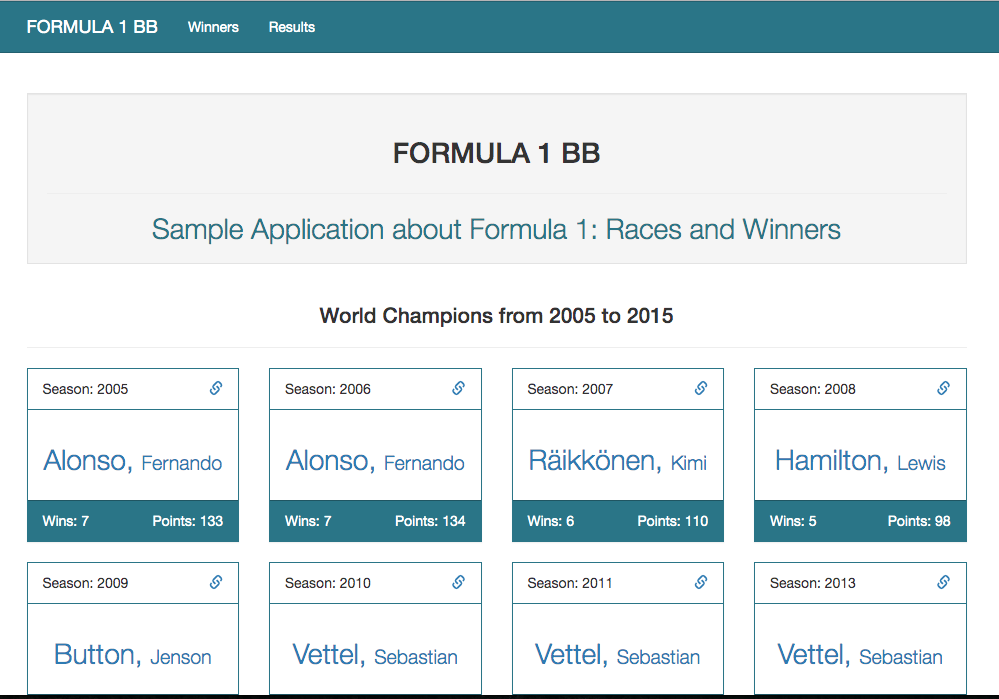 FORMULA 1 BB Winners Results
FORMULA 1 BB
Sample Application about Formula 1: Races and Winners
World Champions from 2005 to 2015
Season: 2005 Season: 2006 Season: 2007 Season: 2008
Alonso, Fernando Alonso, Fernando Räikkönen, Kimi Hamilton, Lewis
Wins: 7 Points: 133 Wins: 7 Points: 134 Wins: 6 Points: 110 Wins: 5 Points: 98
Season: 2009 Season: 2010 Season: 2011 Season: 2013
Button, Jenson Vettel, Sebastian Vettel, Sebastian Vettel, Sebastian